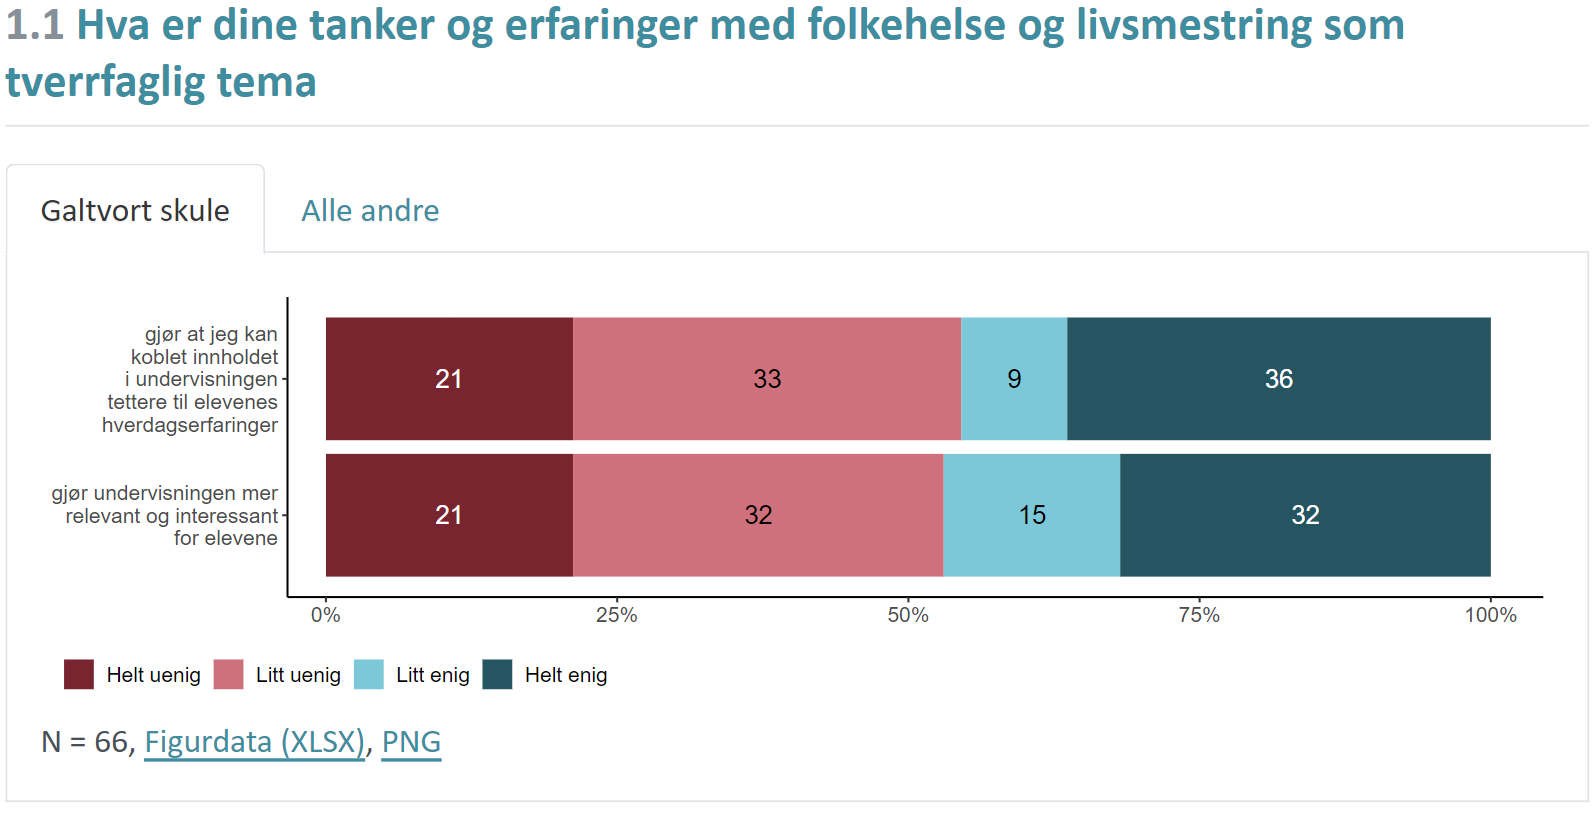 1.1 Hva er dine tanker og erfaringer med folkehelse og livsmestring som
tverrfaglig tema
Galtvort skule
Alle andre
gjør at jeg kan
koblet innholdet
i undervisningen
tettere til elevenes
hverdagserfaringer
21 33 9 36
gjør undervisningen mer
relevant og interessant
for elevene
21 32 15 32
0% 25% 50% 75% 100%
Helt uenig Litt uenig Litt enig Helt enig
N = 66, Figurdata (XLSX), PNG